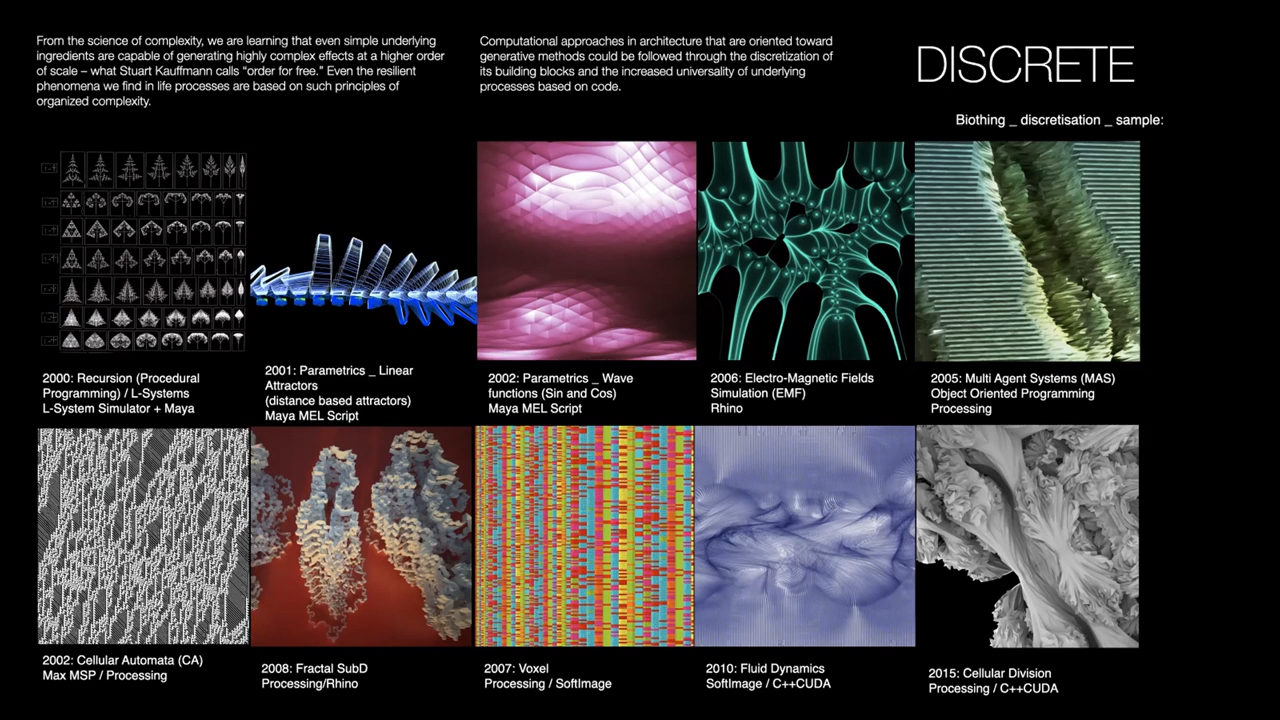 From the science of complexity, we are learning that even simple underlying
ingredients are capable of generating highly complex effects at a higher order
of scale – what Stuart Kauffmann calls “order for free.” Even the resilient
phenomena we find in life processes are based on such principles of
organized complexity.
Computational approaches in architecture that are oriented toward
generative methods could be followed through the discretization of
its building blocks and the increased universality of underlying
processes based on code.
DISCRETE
Biothing _ discretisation _ sample:
2000: Recursion (Procedural
Programming) / L-Systems
L-System Simulator + Maya
2001: Parametrics _ Linear
Attractors
(distance based attractors)
Maya MEL Script
2002: Parametrics _ Wave
functions (Sin and Cos)
Maya MEL Script
2006: Electro-Magnetic Fields
Simulation (EMF)
Rhino
2005: Multi Agent Systems (MAS)
Object Oriented Programming
Processing
2002: Cellular Automata (CA)
Max MSP / Processing
2008: Fractal SubD
Processing/Rhino
2007: Voxel
Processing / SoftImage
2010: Fluid Dynamics
SoftImage / C++CUDA
2015: Cellular Division
Processing / C++CUDA